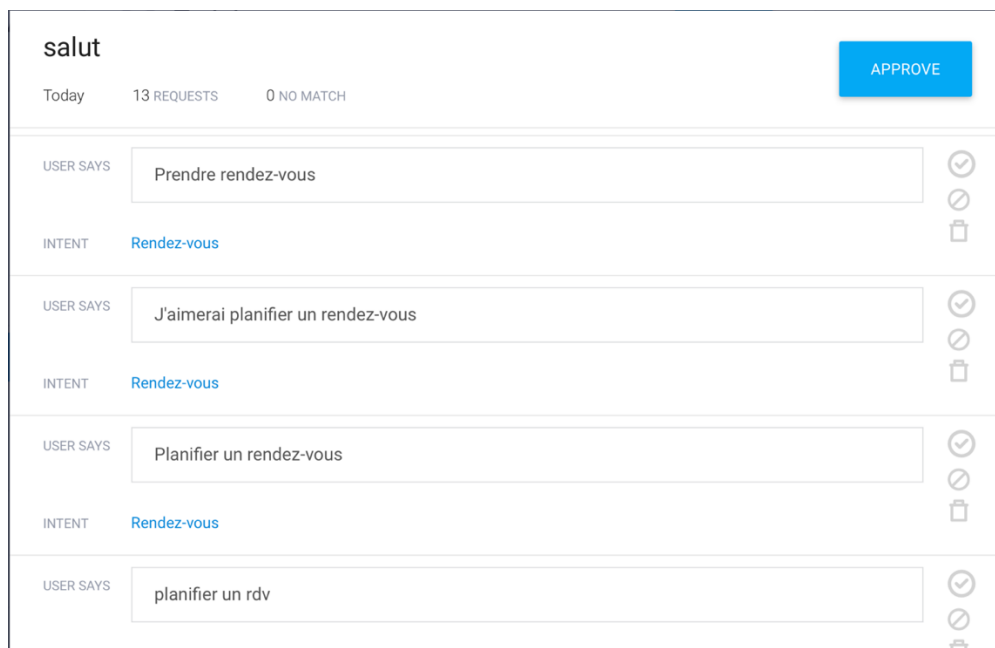 salut
APPROVE
Today 13 REQUESTS 0 NO MATCH
USER SAYS Prendre rendez-vous
INTENT Rendez-vous
USER SAYS J'aimerai planifier un rendez-vous
INTENT Rendez-vous
USER SAYS Planifier un rendez-vous
INTENT Rendez-vous
USER SAYS planifier un rdv